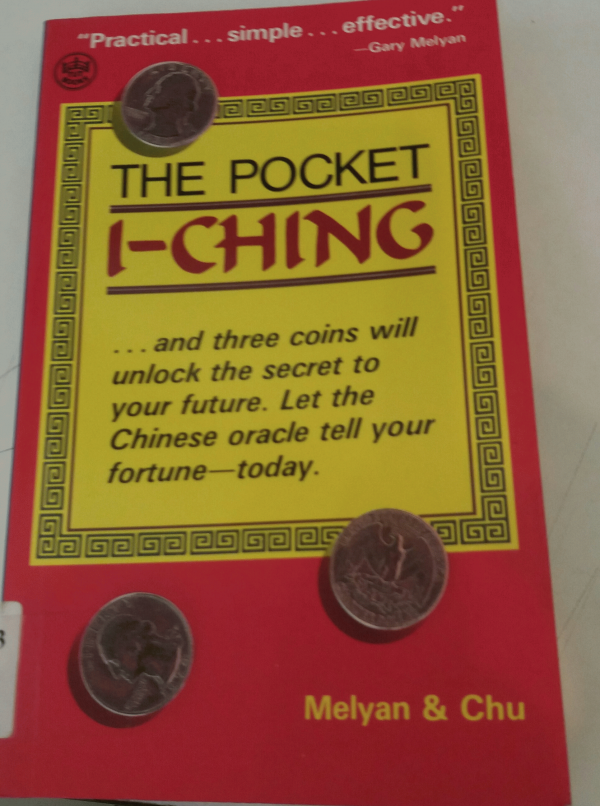 "Practical...simple...effective."
—Gary Melyan
THE POCKET
I-CHING
...and three coins will
unlock the secret to
your future. Let the
Chinese oracle tell your
fortune—today.
Melyan & Chu